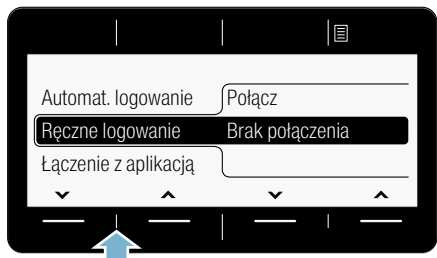 Automat. logowanie Połącz
Ręczne logowanie Brak połączenia
Łączenie z aplikacją